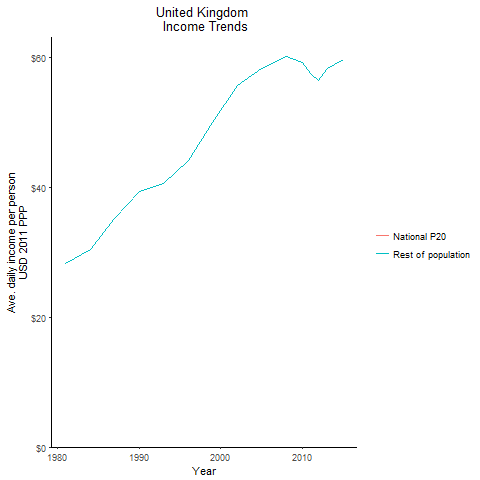 United Kingdom
Income Trends
$60
$40
$20
$0
Ave. daily income per person
USD 2011 PPP
1980
1990
2000
2010
Year
National P20
Rest of population